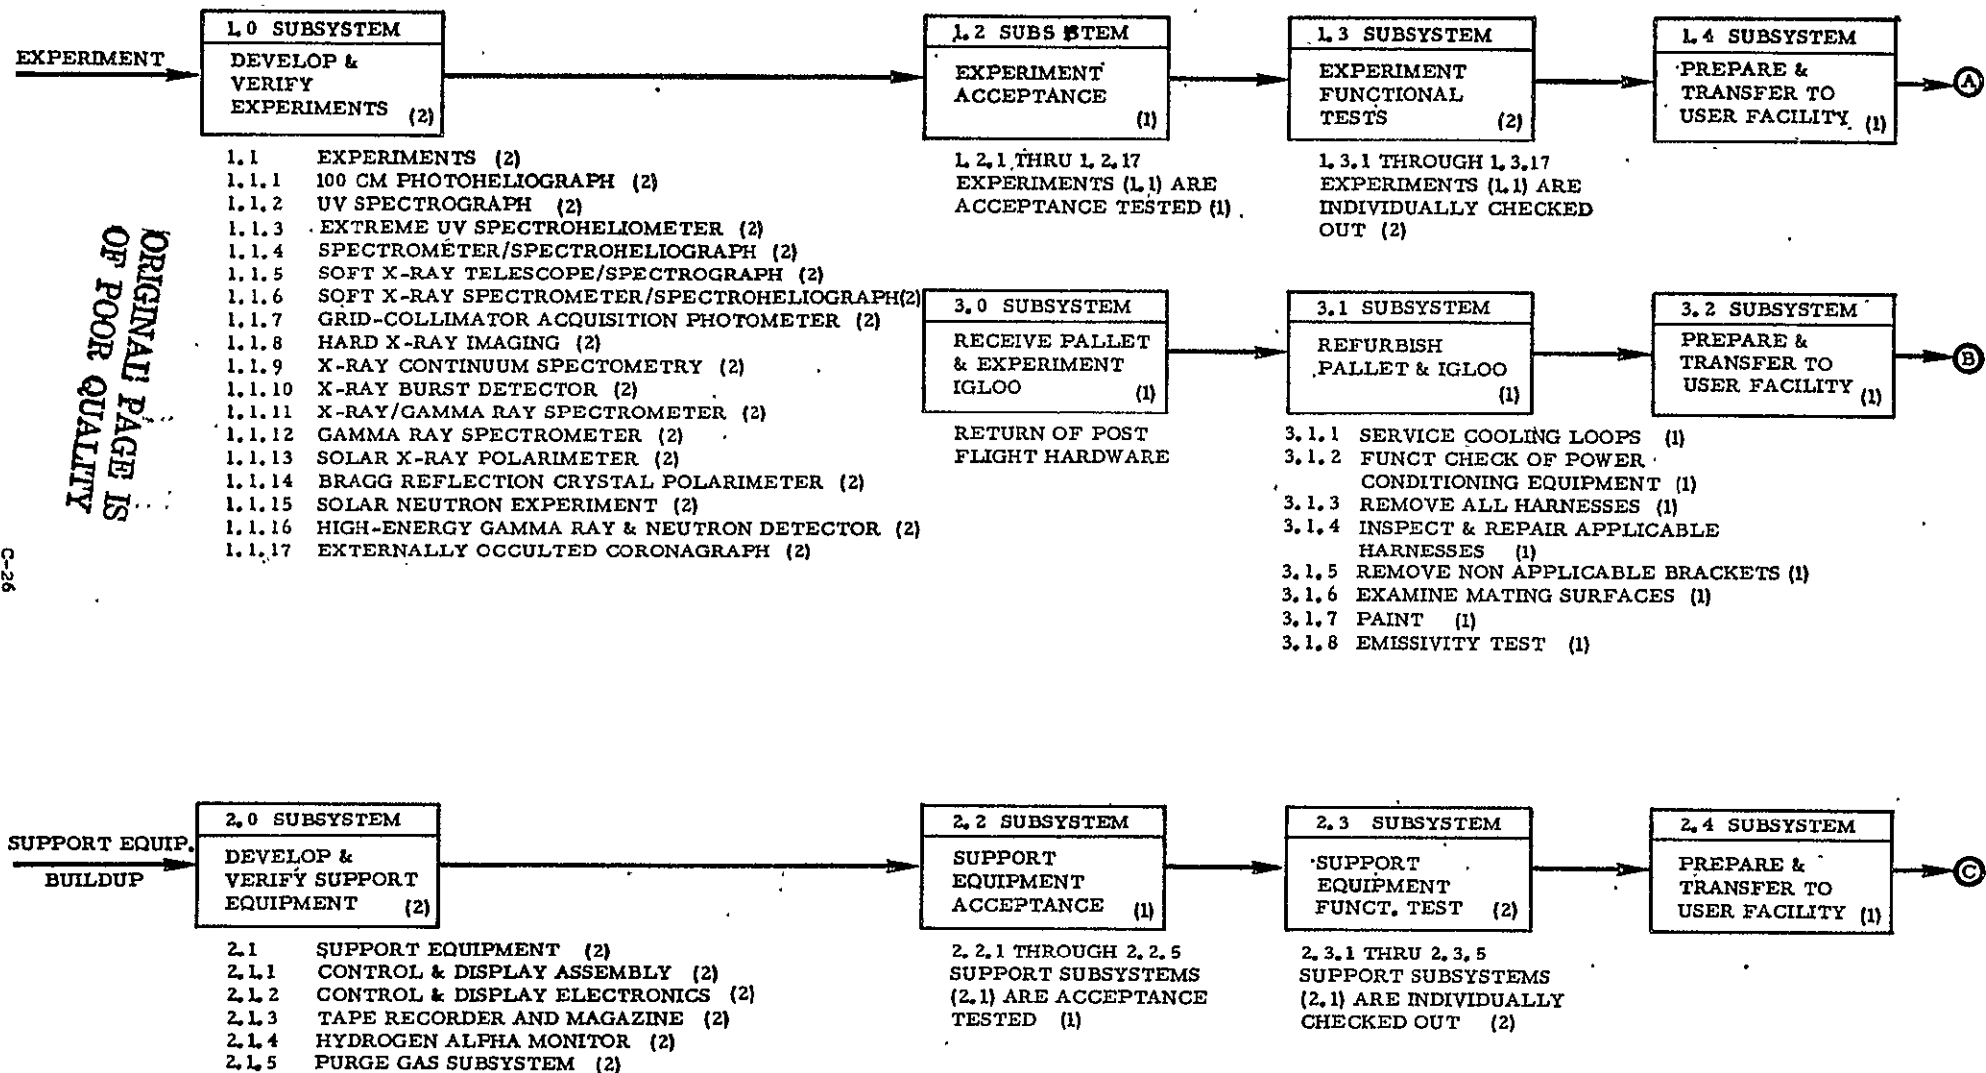 EXPERIMENT
1.0 SUBSYSTEM
DEVELOP &
VERIFY
EXPERIMENTS (2)
1.1 EXPERIMENTS (2)
1.1.1 100 CM PHOTOHELIOGRAPH (2)
1.1.2 UV SPECTROGRAPH (2)
1.1.3 EXTREME UV SPECTROHELIOMETER (2)
1.1.4 SPECTROMETER/SPECTROHELIOGRAPH (2)
1.1.5 SOFT X-RAY TELESCOPE/SPECTROGRAPH (2)
1.1.6 SOFT X-RAY SPECTROMETER/SPECTROHELIOGRAPH(2)
1.1.7 GRID-COLLIMATOR ACQUISITION PHOTOMETER (2)
1.1.8 HARD X-RAY IMAGING (2)
1.1.9 X-RAY CONTINUUM SPECTOMETRY (2)
1.1.10 X-RAY BURST DETECTOR (2)
1.1.11 X-RAY/GAMMA RAY SPECTROMETER (2)
1.1.12 GAMMA RAY SPECTROMETER (2)
1.1.13 SOLAR X-RAY POLARIMETER (2)
1.1.14 BRAGG REFLECTION CRYSTAL POLARIMETER (2)
1.1.15 SOLAR NEUTRON EXPERIMENT (2)
1.1.16 HIGH-ENERGY GAMMA RAY & NEUTRON DETECTOR (2)
1.1.17 EXTERNALLY OCCULTED CORONAGRAPH (2)
1.2 SUBSYSTEM
EXPERIMENT
ACCEPTANCE
(1)
1.2.1 THRU 1.2.17
EXPERIMENTS (1.1) ARE
ACCEPTANCE TESTED (1)
1.3 SUBSYSTEM
EXPERIMENT
FUNCTIONAL
TESTS (2)
1.3.1 THROUGH 1.3.17
EXPERIMENTS (1.1) ARE
INDIVIDUALLY CHECKED
OUT (2)
1.4 SUBSYSTEM
PREPARE &
TRANSFER TO
USER FACILITY (1)
A
3.0 SUBSYSTEM
RECEIVE PALLET
& EXPERIMENT
IGLOO (1)
RETURN OF POST
FLIGHT HARDWARE
3.1 SUBSYSTEM
REFURBISH
PALLET & IGLOO
(1)
3.1.1 SERVICE COOLING LOOPS (1)
3.1.2 FUNCT CHECK OF POWER
CONDITIONING EQUIPMENT (1)
3.1.3 REMOVE ALL HARNESSES (1)
3.1.4 INSPECT & REPAIR APPLICABLE
HARNESSES (1)
3.1.5 REMOVE NON APPLICABLE BRACKETS (1)
3.1.6 EXAMINE MATING SURFACES (1)
3.1.7 PAINT (1)
3.1.8 EMISSIVITY TEST (1)
3.2 SUBSYSTEM
PREPARE &
TRANSFER TO
USER FACILITY (1)
B
ORIGINAL PAGE IS
OF POOR QUALITY
C-26
SUPPORT EQUIP.
BUILDUP
2.0 SUBSYSTEM
DEVELOP &
VERIFY SUPPORT
EQUIPMENT (2)
2.1 SUPPORT EQUIPMENT (2)
2.1.1 CONTROL & DISPLAY ASSEMBLY (2)
2.1.2 CONTROL & DISPLAY ELECTRONICS (2)
2.1.3 TAPE RECORDER AND MAGAZINE (2)
2.1.4 HYDROGEN ALPHA MONITOR (2)
2.1.5 PURGE GAS SUBSYSTEM (2)
2.2 SUBSYSTEM
SUPPORT
EQUIPMENT
ACCEPTANCE (1)
2.2.1 THROUGH 2.2.5
SUPPORT SUBSYSTEMS
(2.1) ARE ACCEPTANCE
TESTED (1)
2.3 SUBSYSTEM
SUPPORT
EQUIPMENT
FUNCT. TEST (2)
2.3.1 THRU 2.3.5
SUPPORT SUBSYSTEMS
(2.1) ARE INDIVIDUALLY
CHECKED OUT (2)
2.4 SUBSYSTEM
PREPARE &
TRANSFER TO
USER FACILITY (1)
C